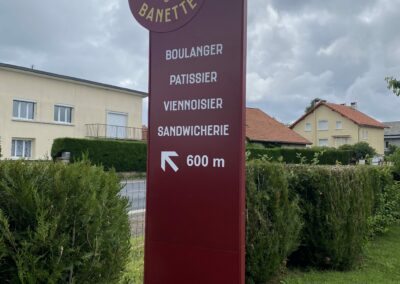 BANETTE
BOULANGER
PATISSIER
VIENNOISIER
SANDWICHERIE
600 m